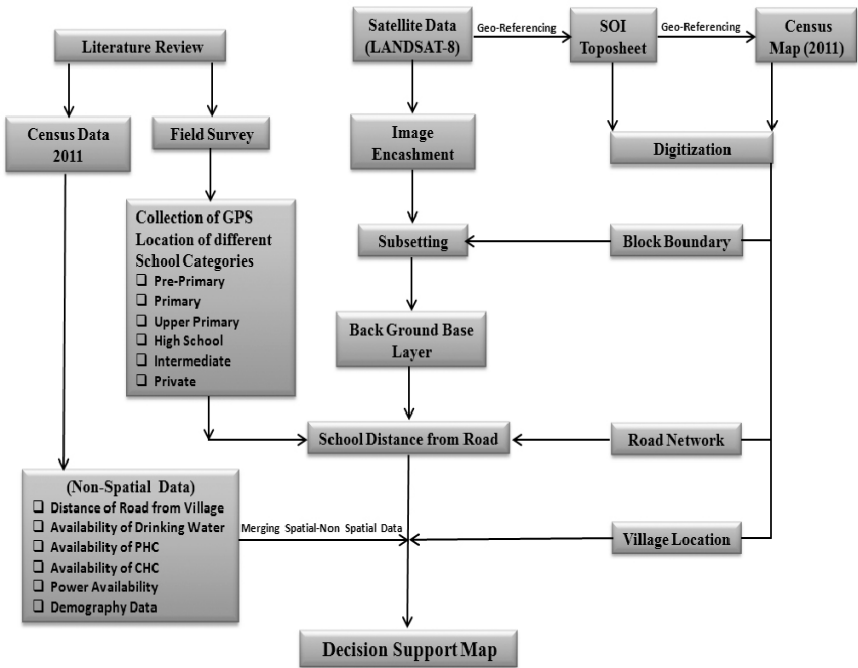 Literature Review
Satellite Data
(LANDSAT-8)
Geo-Referencing
SOI
Toposheet
Geo-Referencing
Census
Map (2011)
Census Data
2011
Field Survey
Image
Encashment
Digitization
Collection of GPS
Location of different
School Categories
❑ Pre-Primary
❑ Primary
❑ Upper Primary
❑ High School
❑ Intermediate
❑ Private
Subsetting
Block Boundary
Back Ground Base
Layer
School Distance from Road
Road Network
(Non-Spatial Data)
❑ Distance of Road from Village
❑ Availability of Drinking Water
❑ Availability of PHC
❑ Availability of CHC
❑ Power Availability
❑ Demography Data
Merging Spatial-Non Spatial Data
Village Location
Decision Support Map